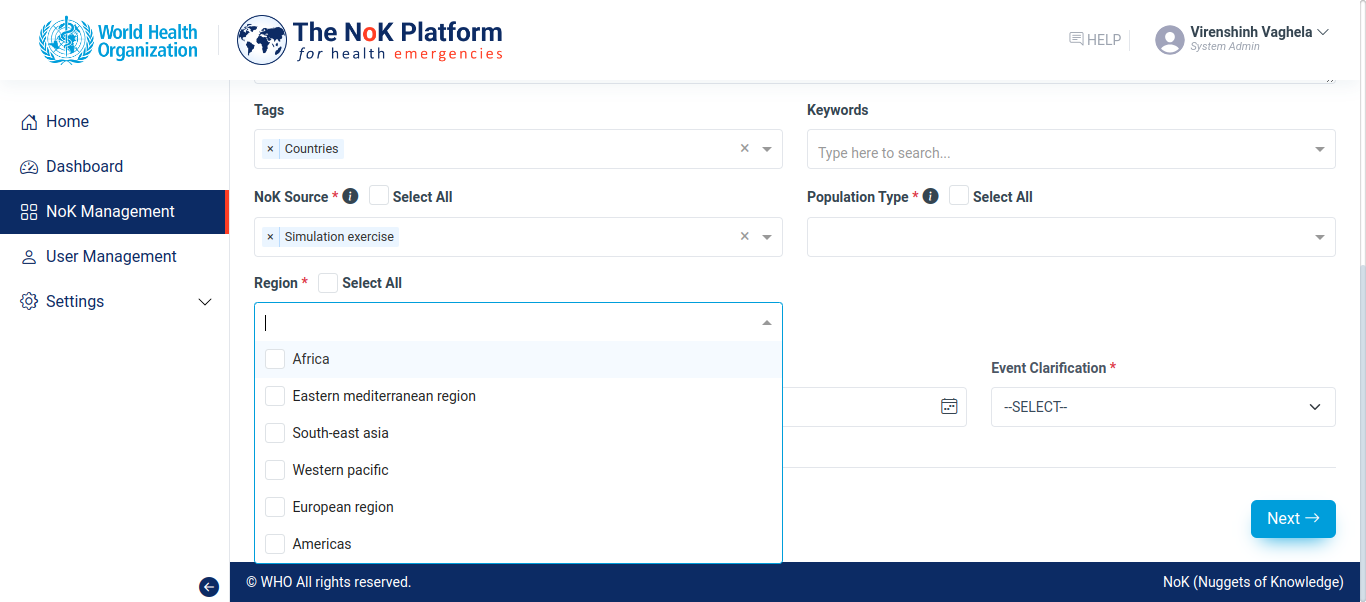 World Health
Organization
The NoK Platform
for health emergencies
HELP
Virenshinh Vaghela
System Admin
Home
Dashboard
NoK Management
User Management
Settings
Tags
Keywords
× Countries ×
Type here to search...
NoK Source * i Select All
Population Type * i Select All
× Simulation exercise ×
Region * Select All
Africa
Eastern mediterranean region
South-east asia
Western pacific
European region
Americas
Event Clarification *
--SELECT--
Next →
© WHO All rights reserved.
NoK (Nuggets of Knowledge)